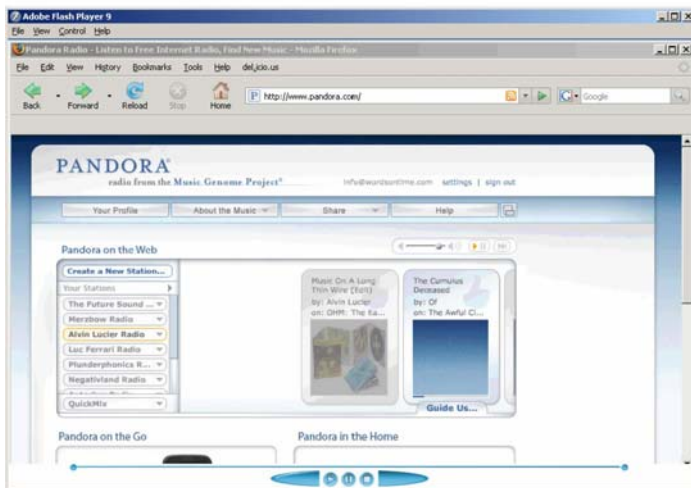 Adobe Flash Player 9
File View Control Help
Pandora Radio - Listen to Free Internet Radio, Find New Music - Mozilla Firefox
File Edit View History Bookmarks Tools Help del.icio.us
Back Forward Reload Stop Home P http://www.pandora.com/ G Google
PANDORA®
radio from the Music Genome Project®
info@wordsontime.com settings | sign out
Your Profile About the Music Share Help
Pandora on the Web
Create a New Station...
Your Stations
The Future Sound ...
Merzbow Radio
Alvin Lucier Radio
Luc Ferrari Radio
Plunderphonics R...
Negativland Radio
QuickMix
Music On A Long
Thin Wire [Edit]
by: Alvin Lucier
on: OHM: The Ea...
The Cumulus
Deceased
by: Of
on: The Awful Cl...
Guide Us...
Pandora on the Go
Pandora in the Home